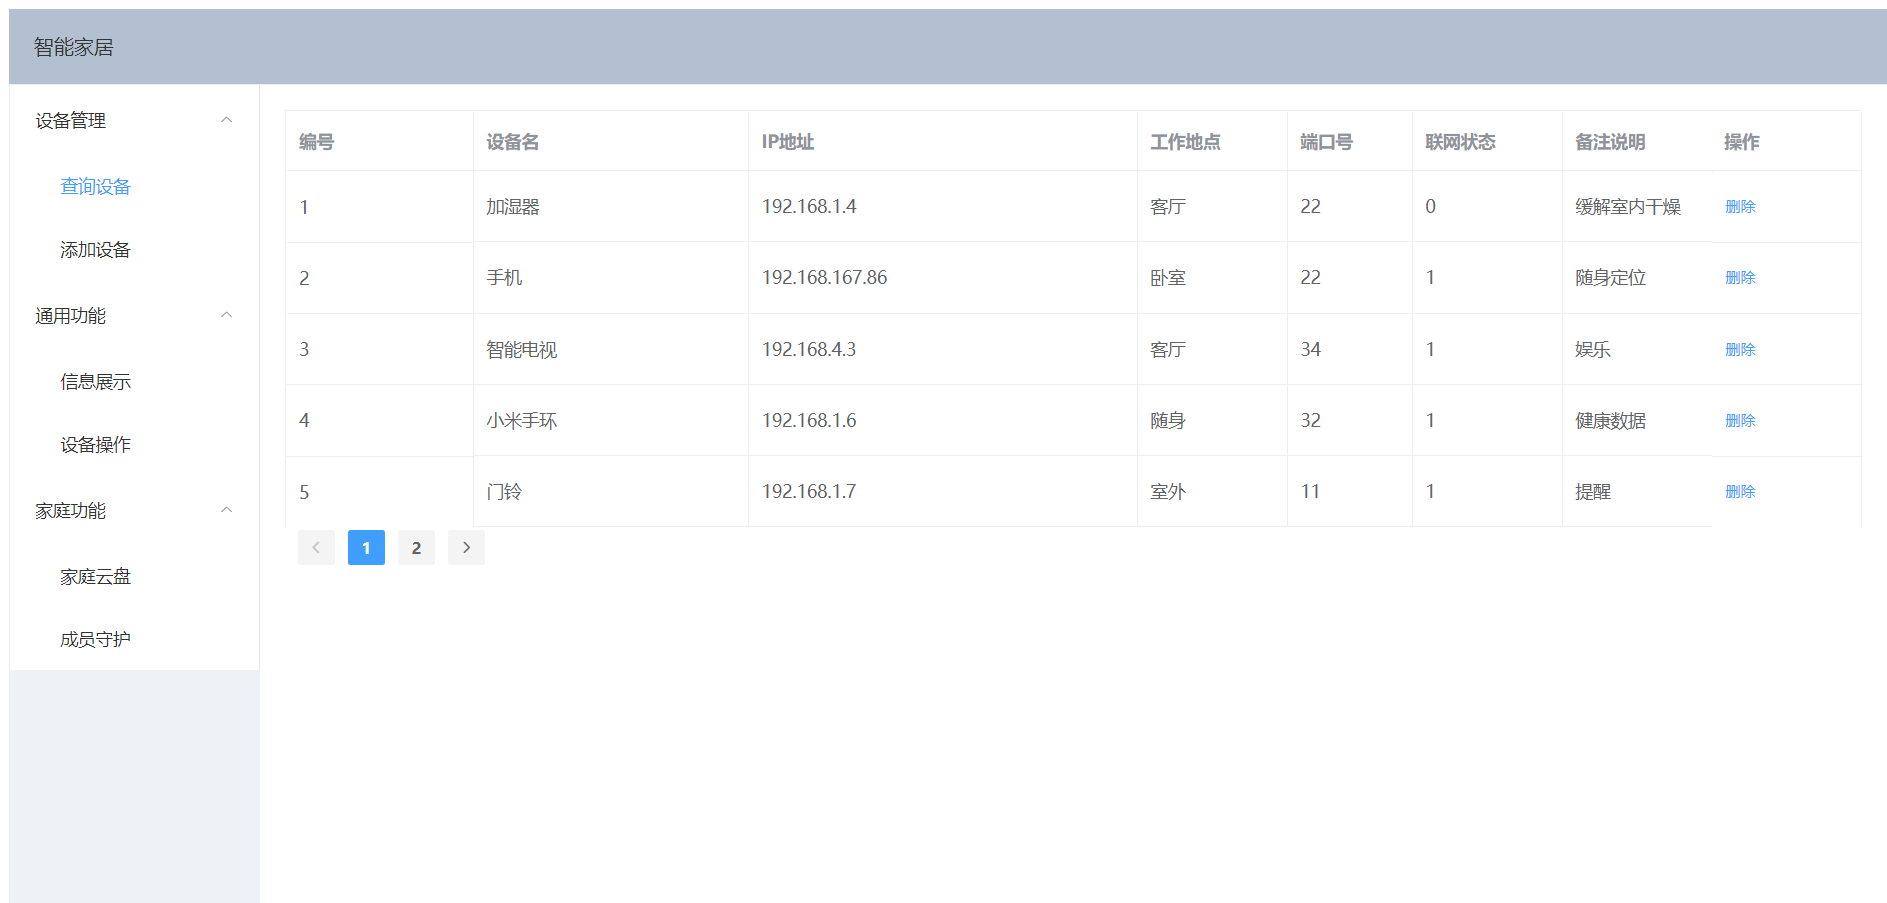 智能家居
设备管理
查询设备
添加设备
通用功能
信息展示
设备操作
家庭功能
家庭云盘
成员守护
编号 设备名 IP地址 工作地点 端口号 联网状态 备注说明 操作
1 加湿器 192.168.1.4 客厅 22 0 缓解室内干燥 删除
2 手机 192.168.167.86 卧室 22 1 随身定位 删除
3 智能电视 192.168.4.3 客厅 34 1 娱乐 删除
4 小米手环 192.168.1.6 随身 32 1 健康数据 删除
5 门铃 192.168.1.7 室外 11 1 提醒 删除
1 2